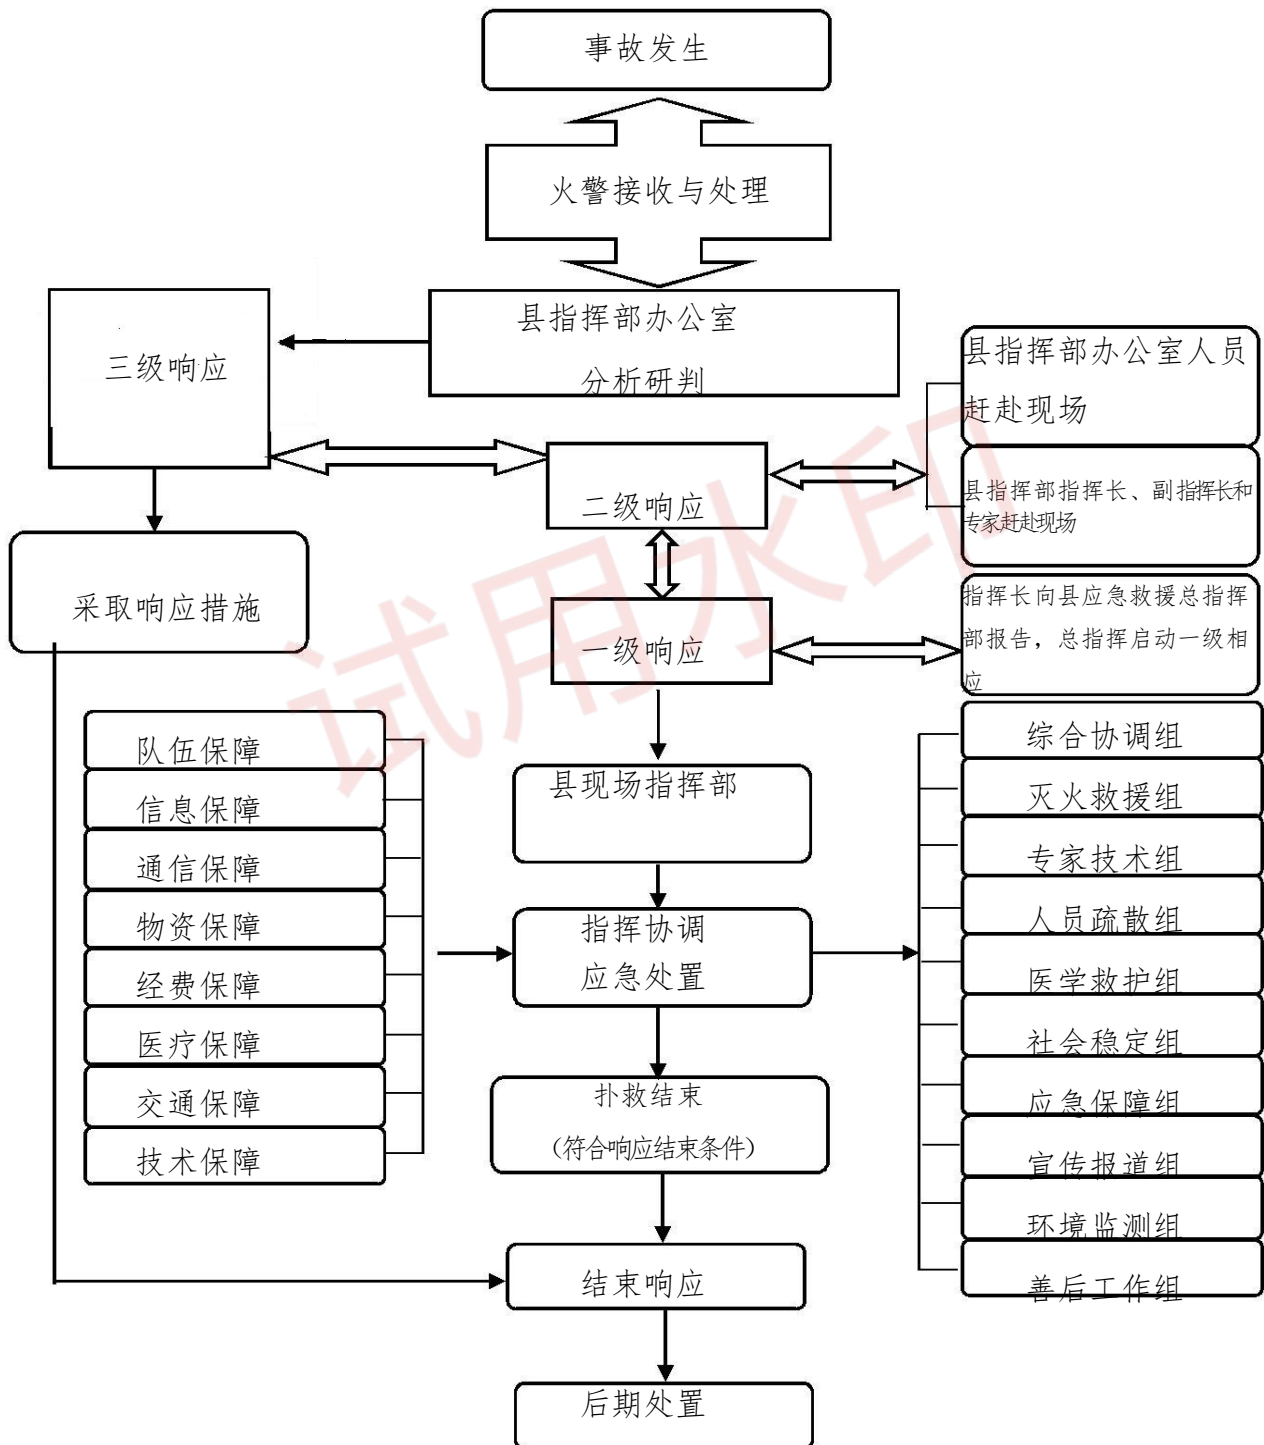 事故发生
火警接收与处理
县指挥部办公室
分析研判
三级响应
县指挥部办公室人员
赶赴现场
二级响应
县指挥部指挥长、副指挥长和
专家赶赴现场
采取响应措施
一级响应
指挥长向县应急救援总指挥
部报告，总指挥启动一级相
应
队伍保障
信息保障
通信保障
物资保障
经费保障
医疗保障
交通保障
技术保障
县现场指挥部
指挥协调
应急处置
扑救结束
（符合响应结束条件）
结束响应
后期处置
综合协调组
灭火救援组
专家技术组
人员疏散组
医学救护组
社会稳定组
应急保障组
宣传报道组
环境监测组
善后工作组
试用水印